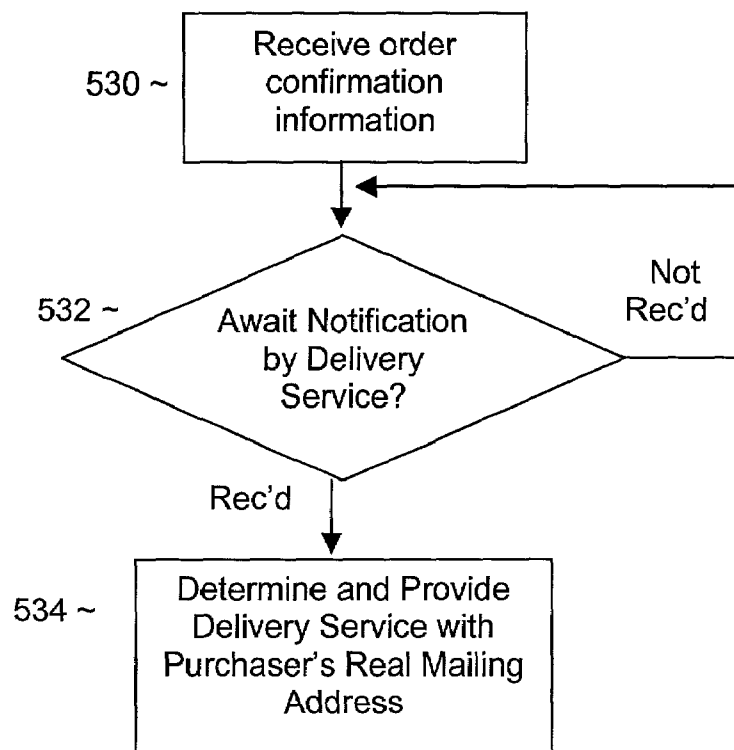 Receive order
confirmation
information
530 ~
Not
Rec'd
532 ~
Await Notification
by Delivery
Service?
Rec'd
534 ~
Determine and Provide
Delivery Service with
Purchaser's Real Mailing
Address